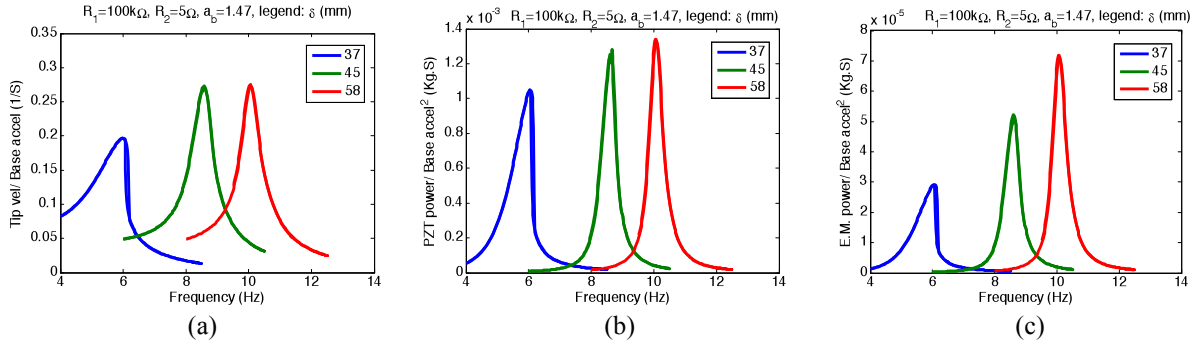 R₁=100kΩ, R₂=5Ω, a_b=1.47, legend: δ (mm)
0.35
0.3
0.25
0.2
0.15
0.1
0.05
0
4 6 8 10 12 14
Tip vel/ Base accel (1/S)
Frequency (Hz)
37
45
58
(a)
R₁=100kΩ, R₂=5Ω, a_b=1.47, legend: δ (mm)
x 10⁻³
1.4
1.2
1
0.8
0.6
0.4
0.2
0
4 6 8 10 12 14
PZT power/ Base accel² (Kg.S)
Frequency (Hz)
37
45
58
(b)
R₁=100kΩ, R₂=5Ω, a_b=1.47, legend: δ (mm)
x 10⁻⁵
8
7
6
5
4
3
2
1
0
4 6 8 10 12 14
E.M. power/ Base accel² (Kg.S)
Frequency (Hz)
37
45
58
(c)